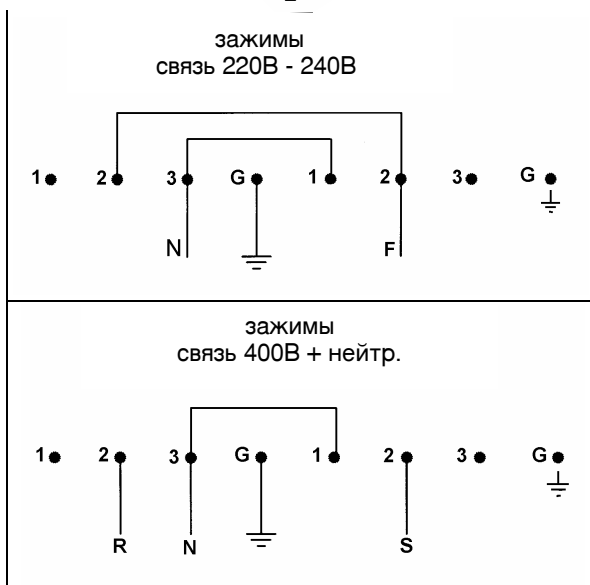 зажимы
связь 220В - 240В
1 2 3 G 1 2 3 G
N F
зажимы
связь 400В + нейтр.
1 2 3 G 1 2 3 G
R N S